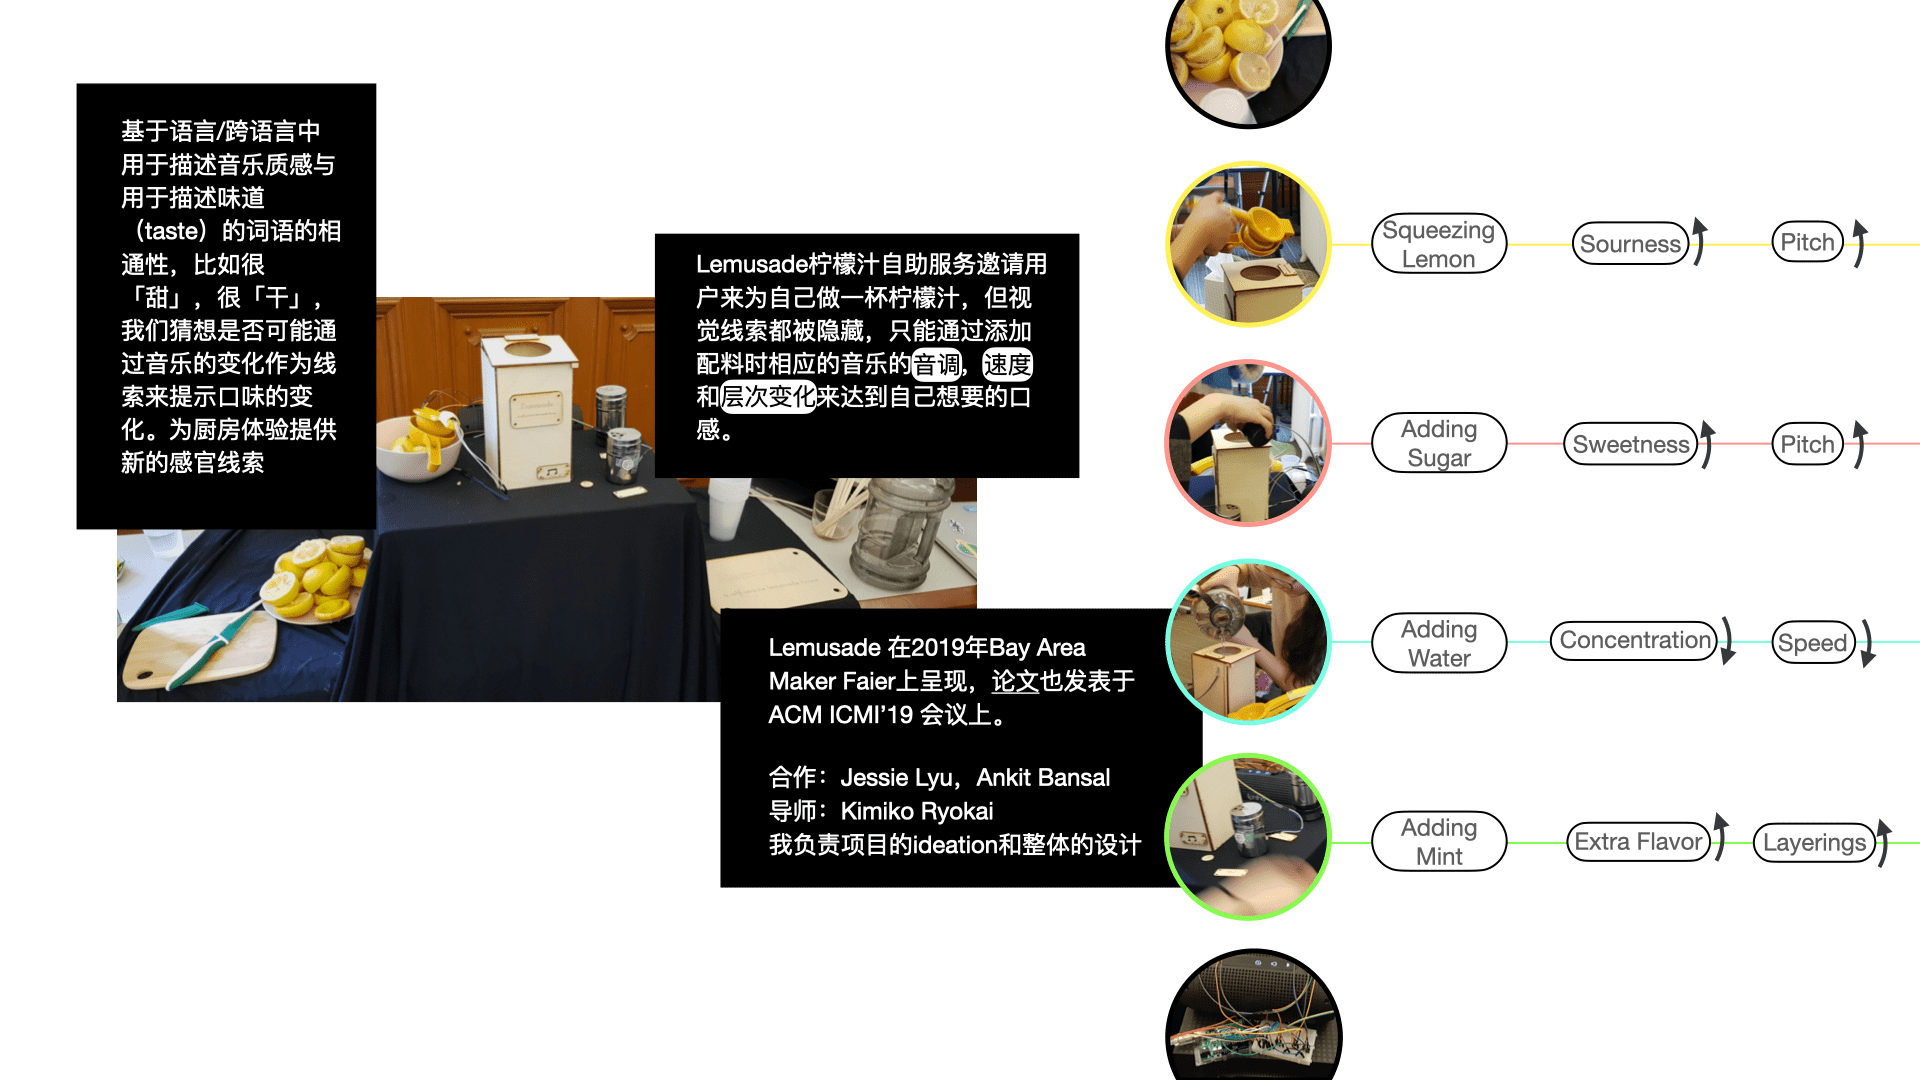 基于语言/跨语言中
用于描述音乐质感与
用于描述味道
（taste）的词语的相
通性，比如很
「甜」，很「干」，
我们猜想是否可能通
过音乐的变化作为线
索来提示口味的变
化。为厨房体验提供
新的感官线索
Lemusade柠檬汁自助服务邀请用
户来为自己做一杯柠檬汁，但视
觉线索都被隐藏，只能通过添加
配料时相应的音乐的音调，速度
和层次变化来达到自己想要的口
感。
Lemusade 在2019年Bay Area
Maker Faier上呈现，论文也发表于
ACM ICMI’19 会议上。
合作：Jessie Lyu，Ankit Bansal
导师：Kimiko Ryokai
我负责项目的ideation和整体的设计
Squeezing
Lemon
Sourness
Pitch
Adding
Sugar
Sweetness
Pitch
Adding
Water
Concentration
Speed
Adding
Mint
Extra Flavor
Layerings